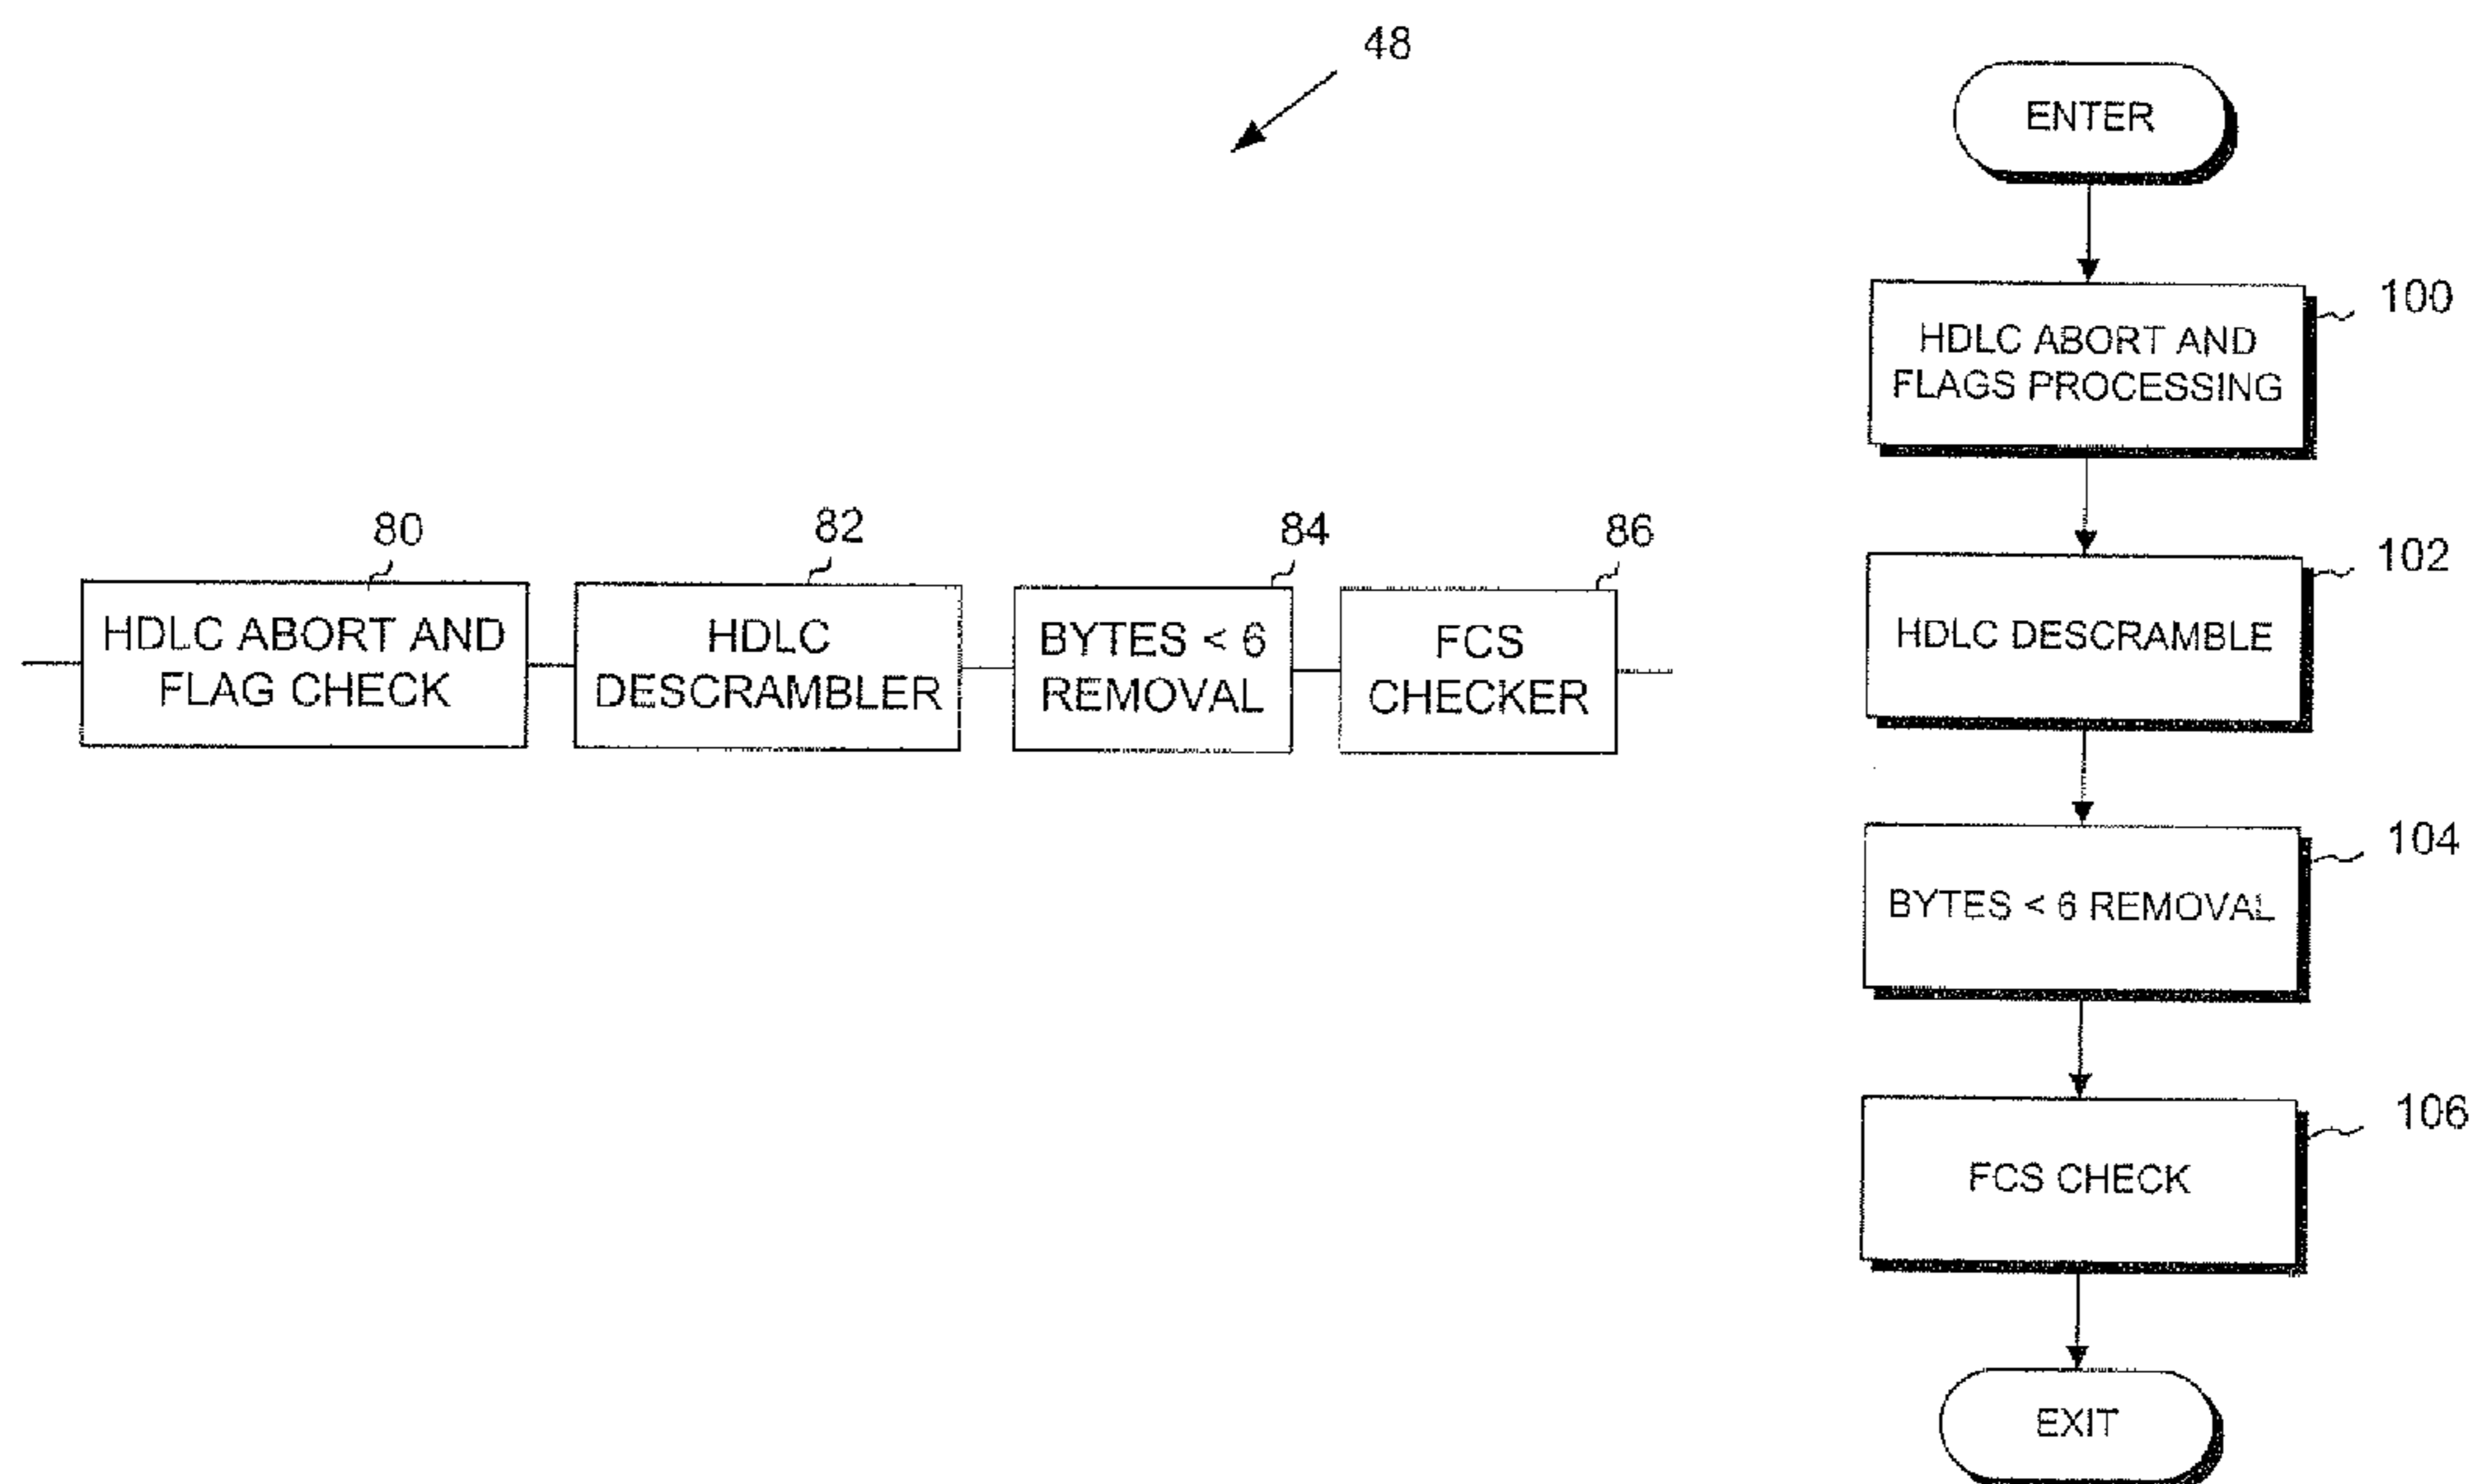 48
80
HDLC ABORT AND
FLAG CHECK
82
HDLC
DESCRAMBLER
84
BYTES < 6
REMOVAL
86
FCS
CHECKER
ENTER
100
HDLC ABORT AND
FLAGS PROCESSING
102
HDLC DESCRAMBLE
104
BYTES < 6 REMOVAL
106
FCS CHECK
EXIT